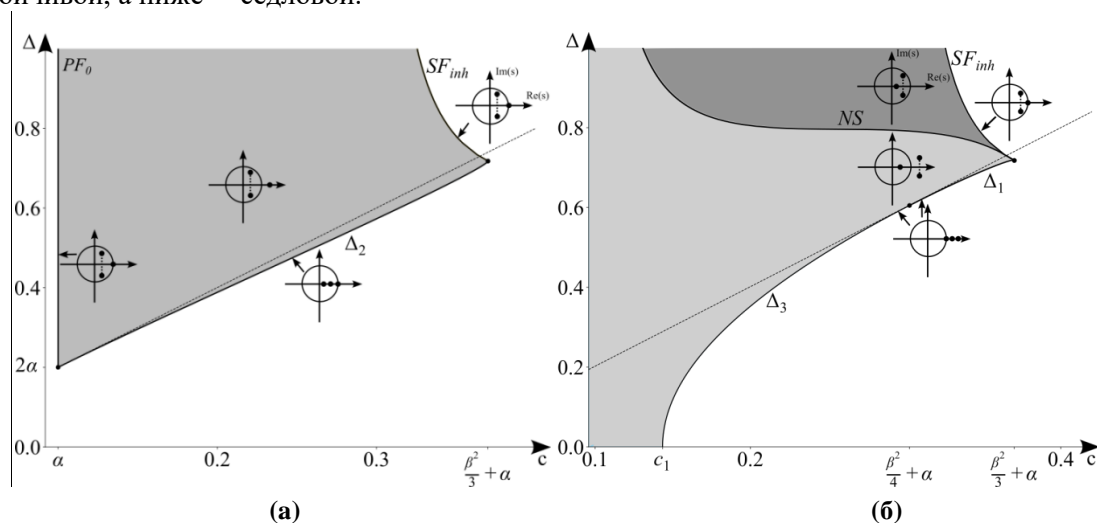 а ниже – седловой.
Δ
PF₀
SF_inh
Im(s)
Re(s)
0.8
0.6
0.4
2α
0.0
Δ₂
α
0.2
0.3
β²/3 + α
c
(а)
Δ
Im(s)
Re(s)
SF_inh
NS
0.8
0.6
0.4
0.2
0.0
Δ₁
Δ₃
0.1
c₁
0.2
β²/4 + α
β²/3 + α
0.4
c
(б)